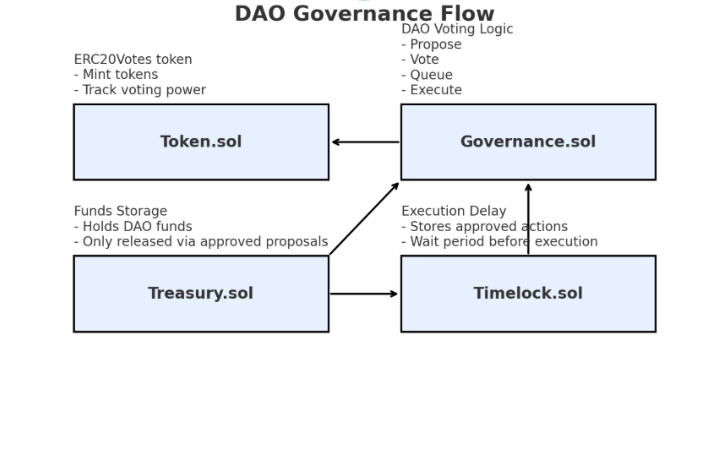 DAO Governance Flow
ERC20Votes token
- Mint tokens
- Track voting power
Token.sol
DAO Voting Logic
- Propose
- Vote
- Queue
- Execute
Governance.sol
Funds Storage
- Holds DAO funds
- Only released via approved proposals
Treasury.sol
Execution Delay
- Stores approved actions
- Wait period before execution
Timelock.sol